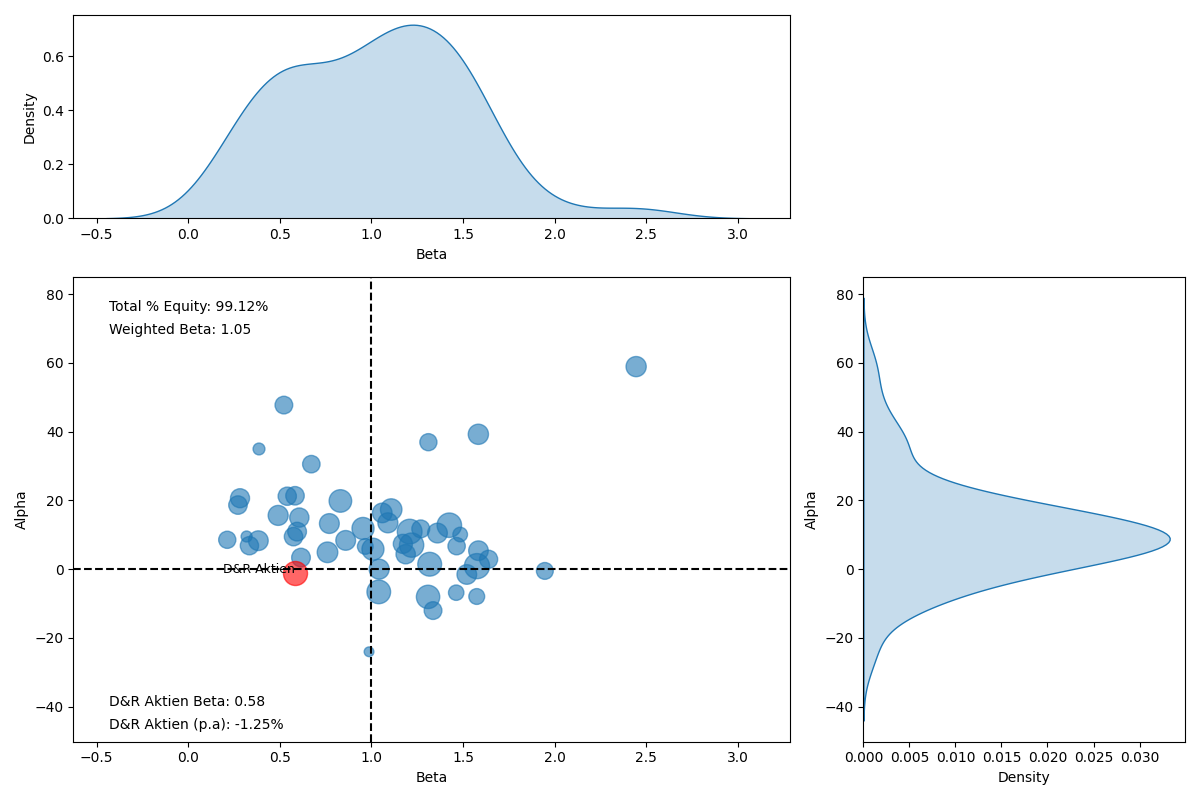 0.6
0.4
0.2
0.0
Density
−0.5 0.0 0.5 1.0 1.5 2.0 2.5 3.0
Beta
Total % Equity: 99.12%
Weighted Beta: 1.05
D&R Aktien
D&R Aktien Beta: 0.58
D&R Aktien (p.a): -1.25%
80
60
40
20
0
−20
−40
Alpha
−0.5 0.0 0.5 1.0 1.5 2.0 2.5 3.0
Beta
80
60
40
20
0
−20
−40
Alpha
0.000 0.005 0.010 0.015 0.020 0.025 0.030
Density